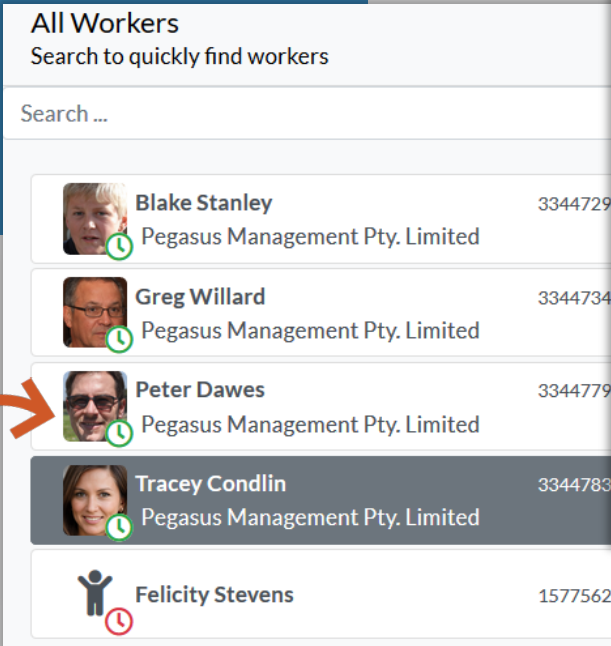 All Workers
Search to quickly find workers
Search ...
Blake Stanley 3344729
Pegasus Management Pty. Limited
Greg Willard 3344734
Pegasus Management Pty. Limited
Peter Dawes 3344779
Pegasus Management Pty. Limited
Tracey Condlin 3344783
Pegasus Management Pty. Limited
Felicity Stevens 1577562